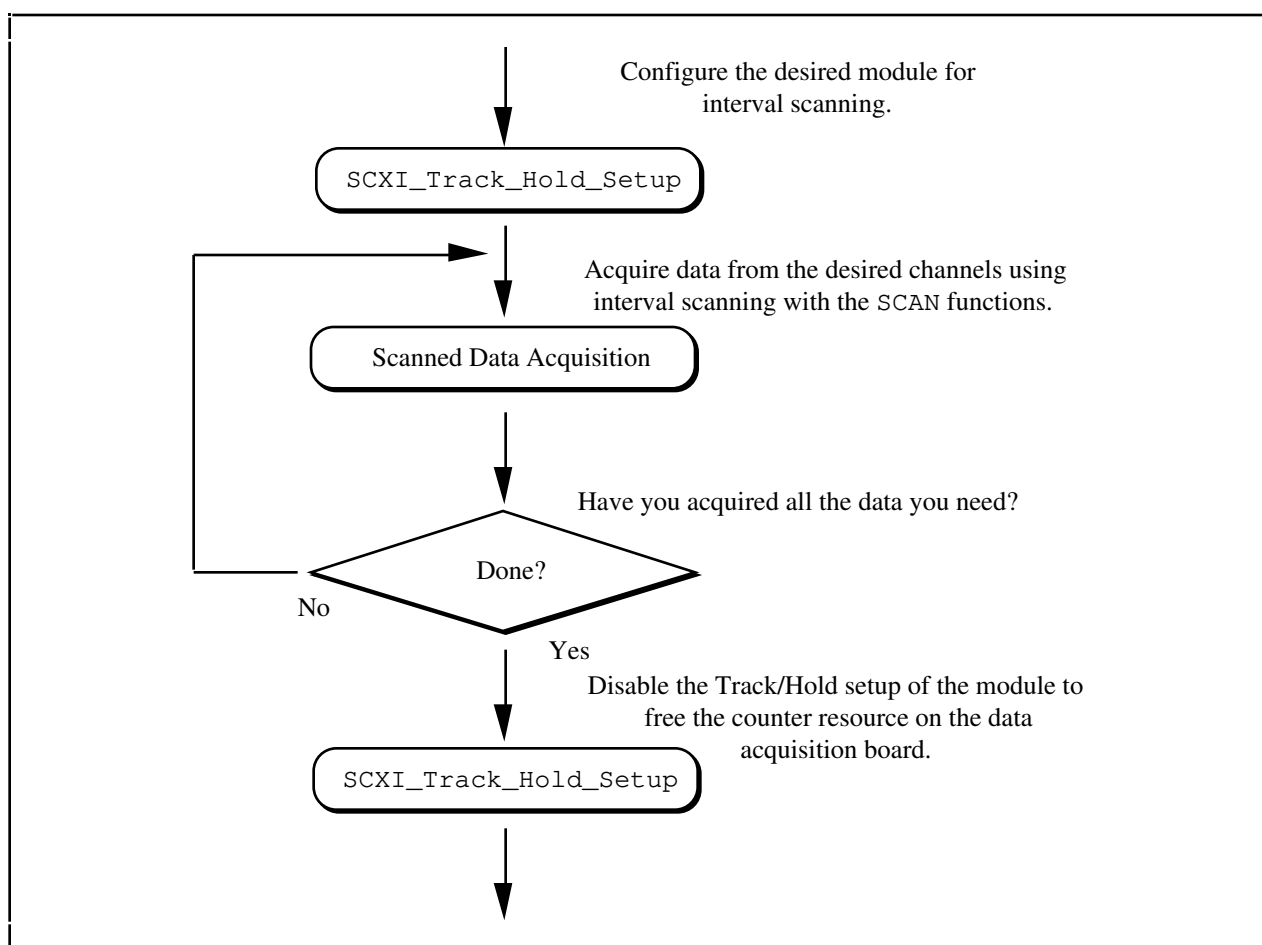 Configure the desired module for
interval scanning.
SCXI_Track_Hold_Setup
Acquire data from the desired channels using
interval scanning with the SCAN functions.
Scanned Data Acquisition
Have you acquired all the data you need?
Done?
No
Yes
Disable the Track/Hold setup of the module to
free the counter resource on the data
acquisition board.
SCXI_Track_Hold_Setup